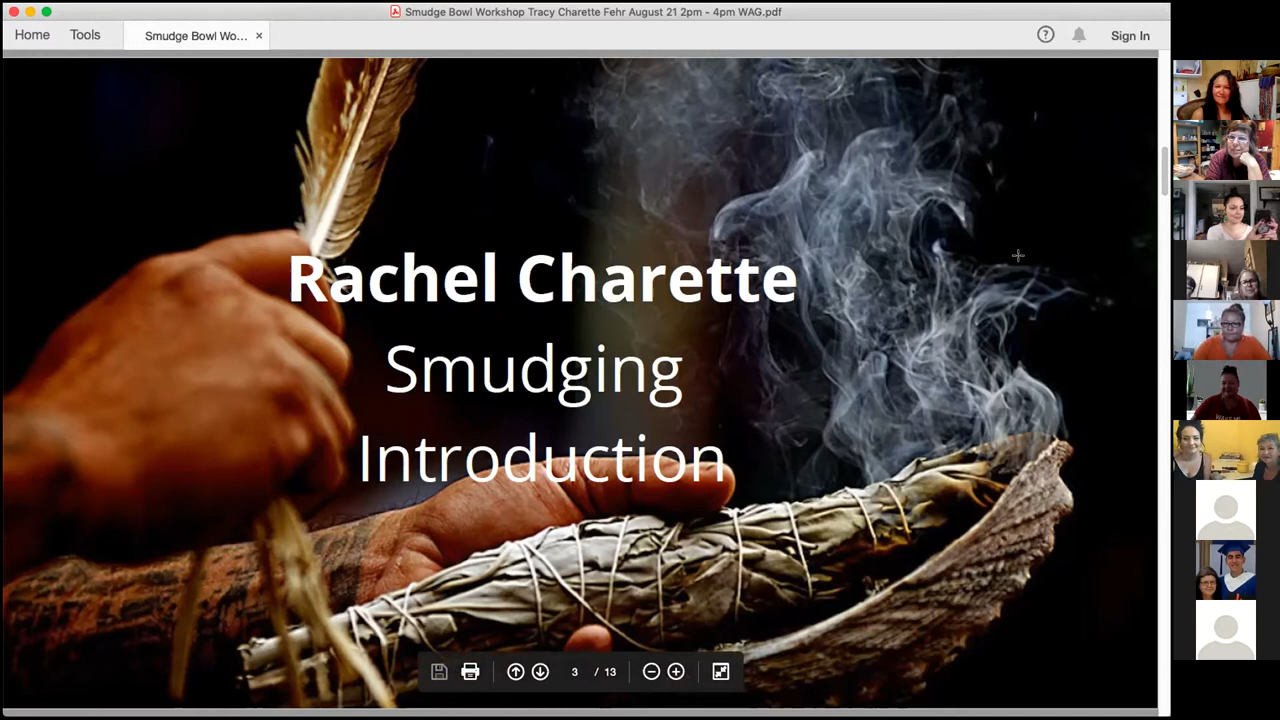 Smudge Bowl Workshop Tracy Charette Fehr August 21 2pm - 4pm WAG.pdf
Home Tools Smudge Bowl Wo... × Sign In
Rachel Charette
Smudging
Introduction
3 / 13